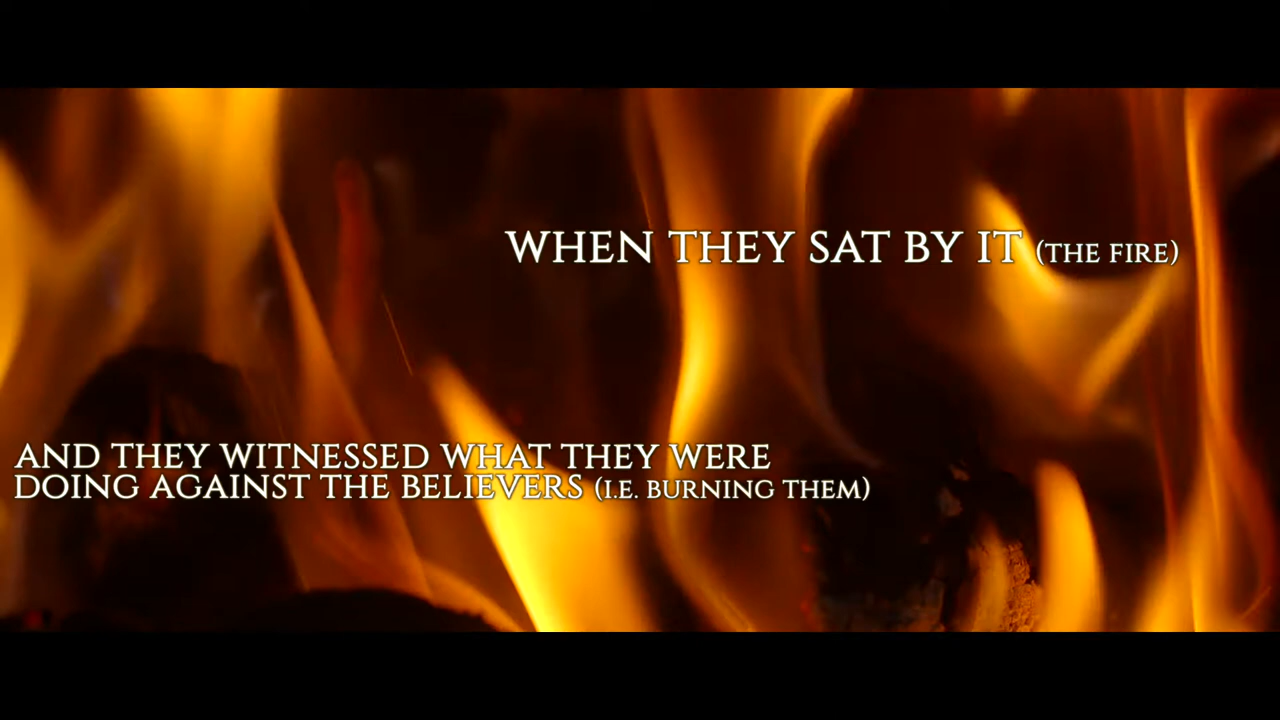 WHEN THEY SAT BY IT (THE FIRE)
AND THEY WITNESSED WHAT THEY WERE
DOING AGAINST THE BELIEVERS (I.E. BURNING THEM)